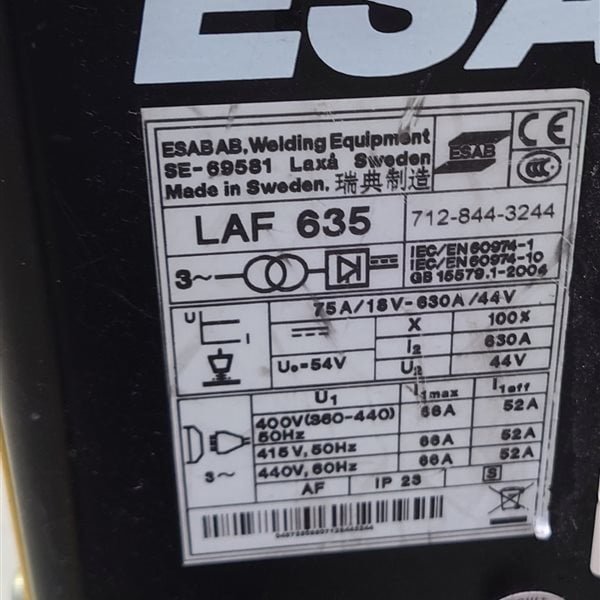 ESA
ESAB AB, Welding Equipment
SE-69581 Laxå Sweden
Made in Sweden. 瑞典制造
ESAB
CE
CCC
LAF 635
712-844-3244
3~
IEC/EN 60974-1
IEC/EN 60974-10
GB 15579.1-2004
75A/18V-630A/44V
U
I
X 100%
I2 630A
U0=54V U2 44V
U1 I1max I1eff
400V(360-440) 66A 52A
50Hz
415V, 50Hz 66A 52A
3~ 440V, 60Hz 66A 52A
AF IP 23 S